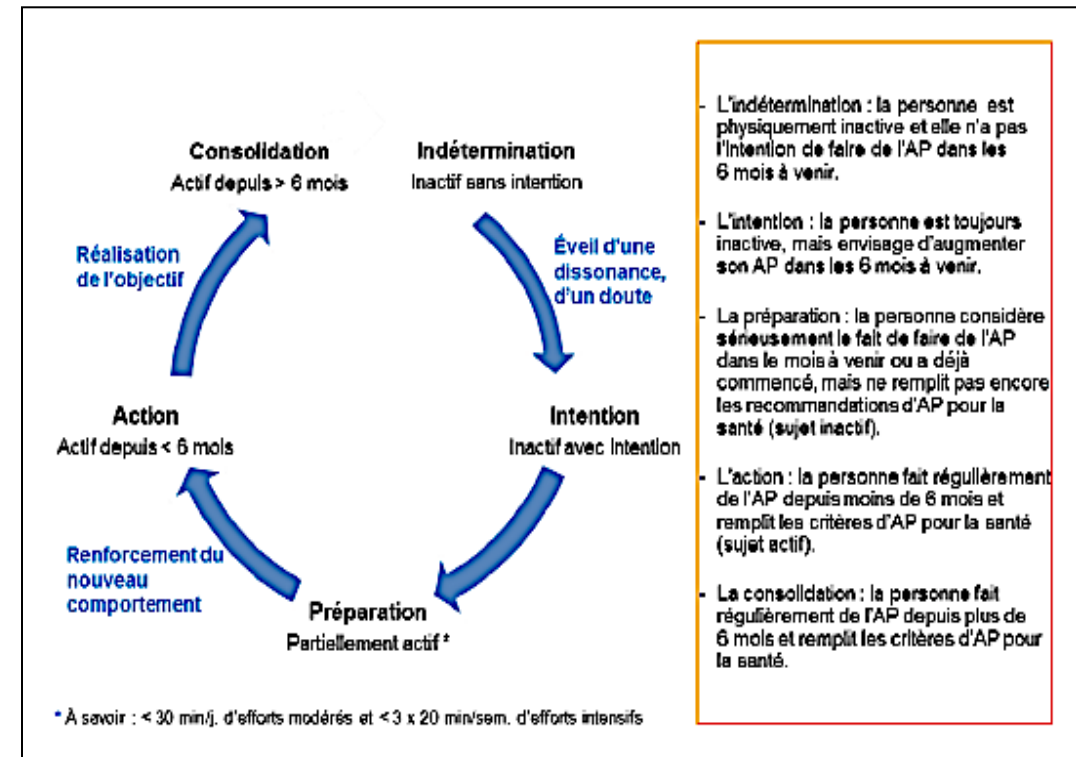 Consolidation
Actif depuis > 6 mois
Indétermination
Inactif sans intention
Réalisation
de l'objectif
Éveil d'une
dissonance,
d'un doute
Action
Actif depuis < 6 mois
Intention
Inactif avec Intention
Renforcement du
nouveau
comportement
Préparation
Partiellement actif *
* À savoir : < 30 min/j. d'efforts modérés et < 3 x 20 min/sem. d'efforts intensifs
- L'indétermination : la personne est
physiquement inactive et elle n'a pas
l'intention de faire de l'AP dans les
6 mois à venir.
- L'intention : la personne est toujours
inactive, mais envisage d'augmenter
son AP dans les 6 mois à venir.
- La préparation : la personne considère
sérieusement le fait de faire de l'AP
dans le mois à venir ou a déjà
commencé, mais ne remplit pas encore
les recommandations d'AP pour la
santé (sujet inactif).
- L'action : la personne fait régulièrement
de l'AP depuis moins de 6 mois et
remplit les critères d'AP pour la santé
(sujet actif).
- La consolidation : la personne fait
régulièrement de l'AP depuis plus de
6 mois et remplit les critères d'AP pour
la santé.